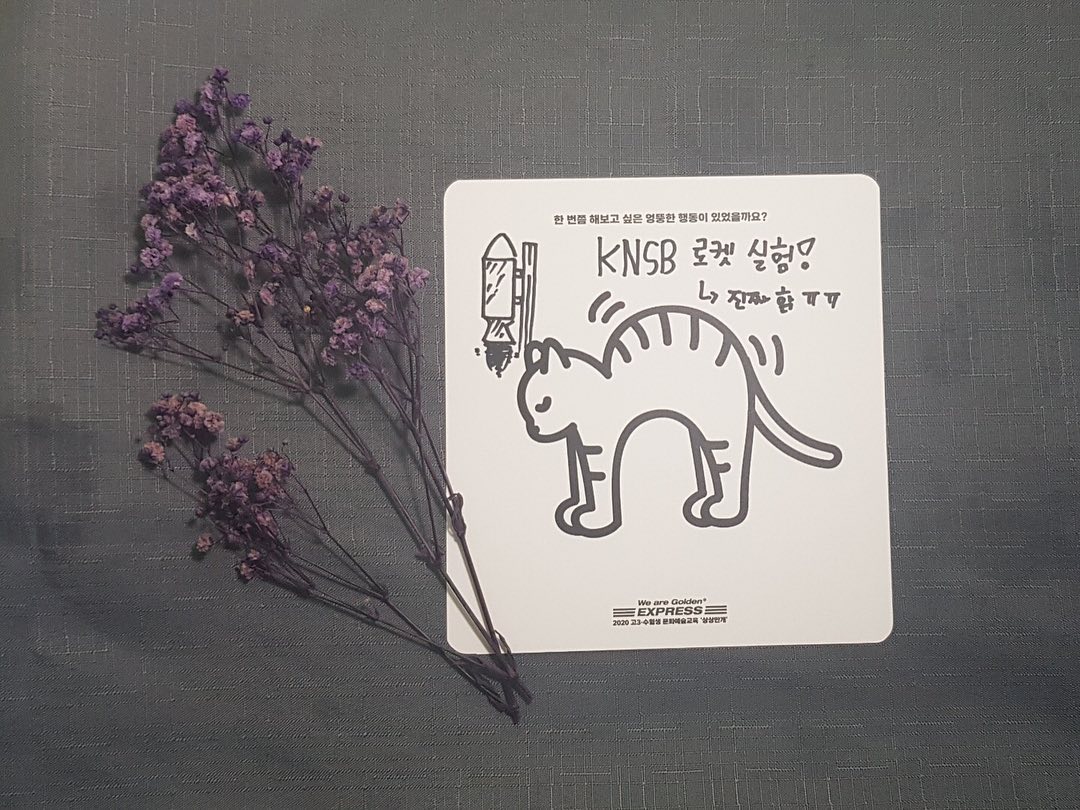 한 번쯤 해보고 싶은 엉뚱한 행동이 있었을까요?
KNSB 로켓 실험!
↳ 진짜 함 ㅠㅠ
We are Golden*
EXPRESS
2020 고3·수험생 문화예술교육 '상상만개'